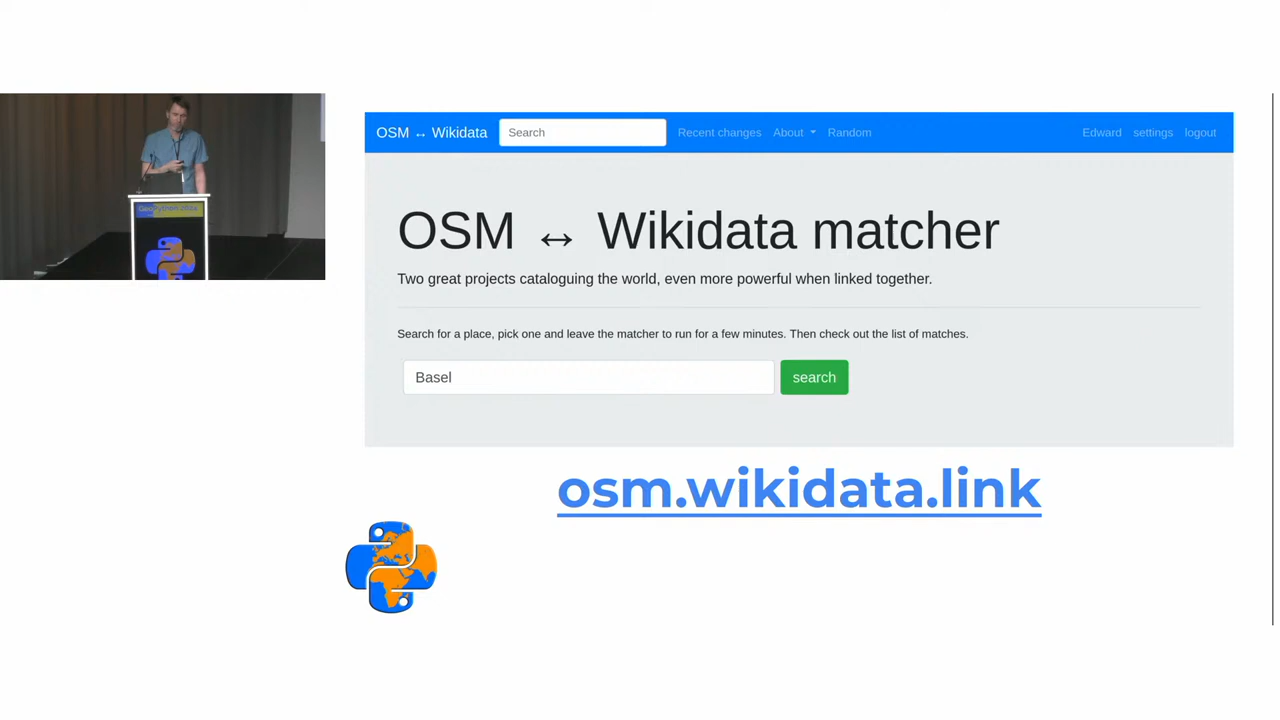 OSM ↔ Wikidata Search Recent changes About Random Edward settings logout
OSM ↔ Wikidata matcher
Two great projects cataloguing the world, even more powerful when linked together.
Search for a place, pick one and leave the matcher to run for a few minutes. Then check out the list of matches.
Basel search
osm.wikidata.link